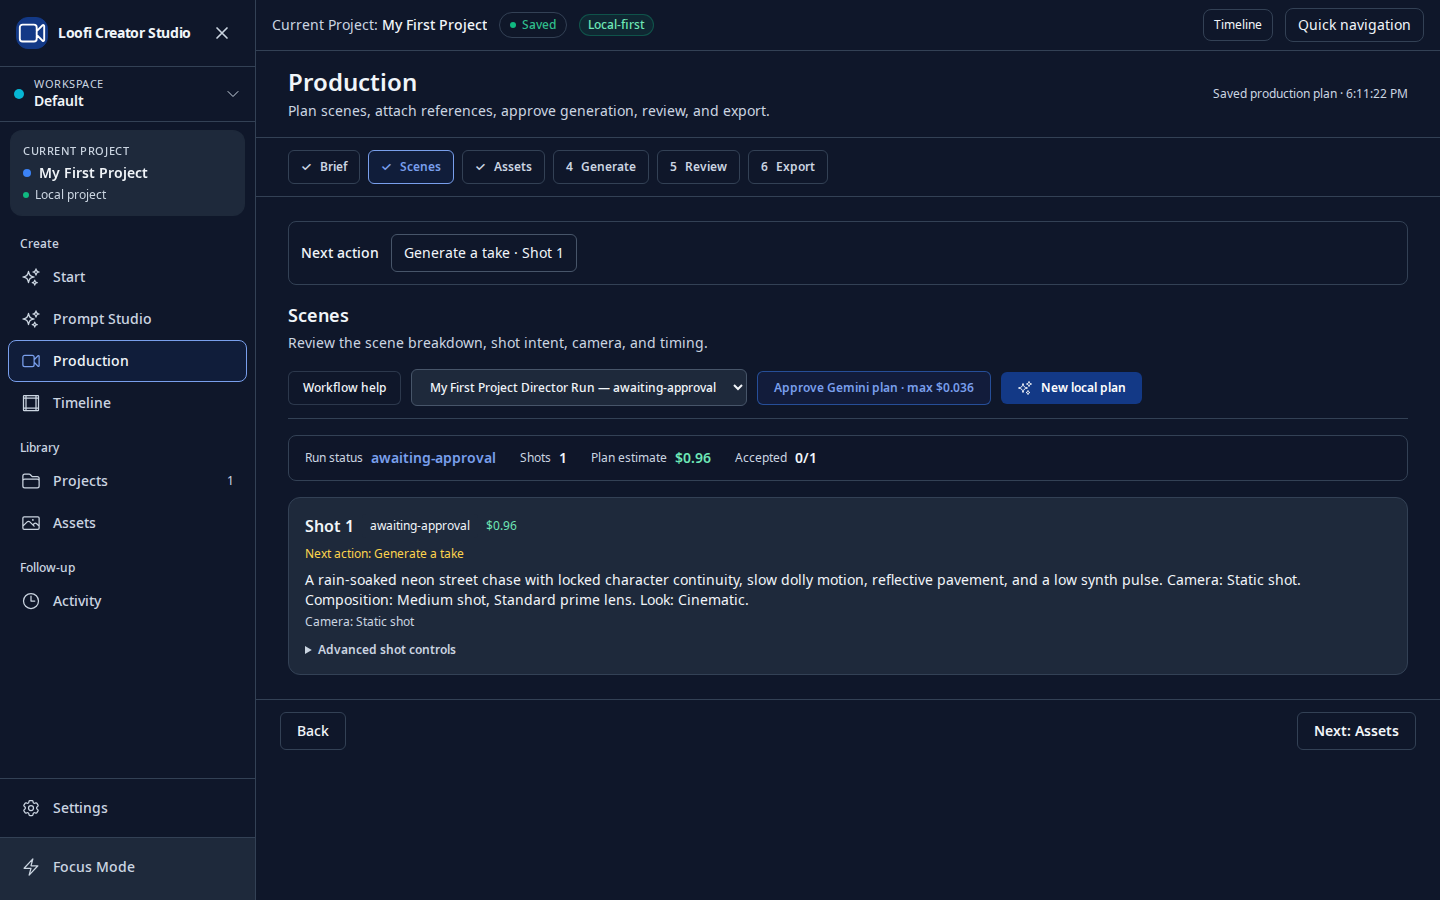 Loofi Creator Studio
WORKSPACE
Default
CURRENT PROJECT
My First Project
Local project
Create
Start
Prompt Studio
Production
Timeline
Library
Projects 1
Assets
Follow-up
Activity
Settings
Focus Mode
Current Project: My First Project Saved Local-first Timeline Quick navigation
Production
Plan scenes, attach references, approve generation, review, and export.
Saved production plan · 6:11:22 PM
Brief Scenes Assets 4 Generate 5 Review 6 Export
Next action Generate a take · Shot 1
Scenes
Review the scene breakdown, shot intent, camera, and timing.
Workflow help My First Project Director Run — awaiting-approval Approve Gemini plan · max $0.036 New local plan
Run status awaiting-approval Shots 1 Plan estimate $0.96 Accepted 0/1
Shot 1 awaiting-approval $0.96
Next action: Generate a take
A rain-soaked neon street chase with locked character continuity, slow dolly motion, reflective pavement, and a low synth pulse. Camera: Static shot.
Composition: Medium shot, Standard prime lens. Look: Cinematic.
Camera: Static shot
Advanced shot controls
Back Next: Assets